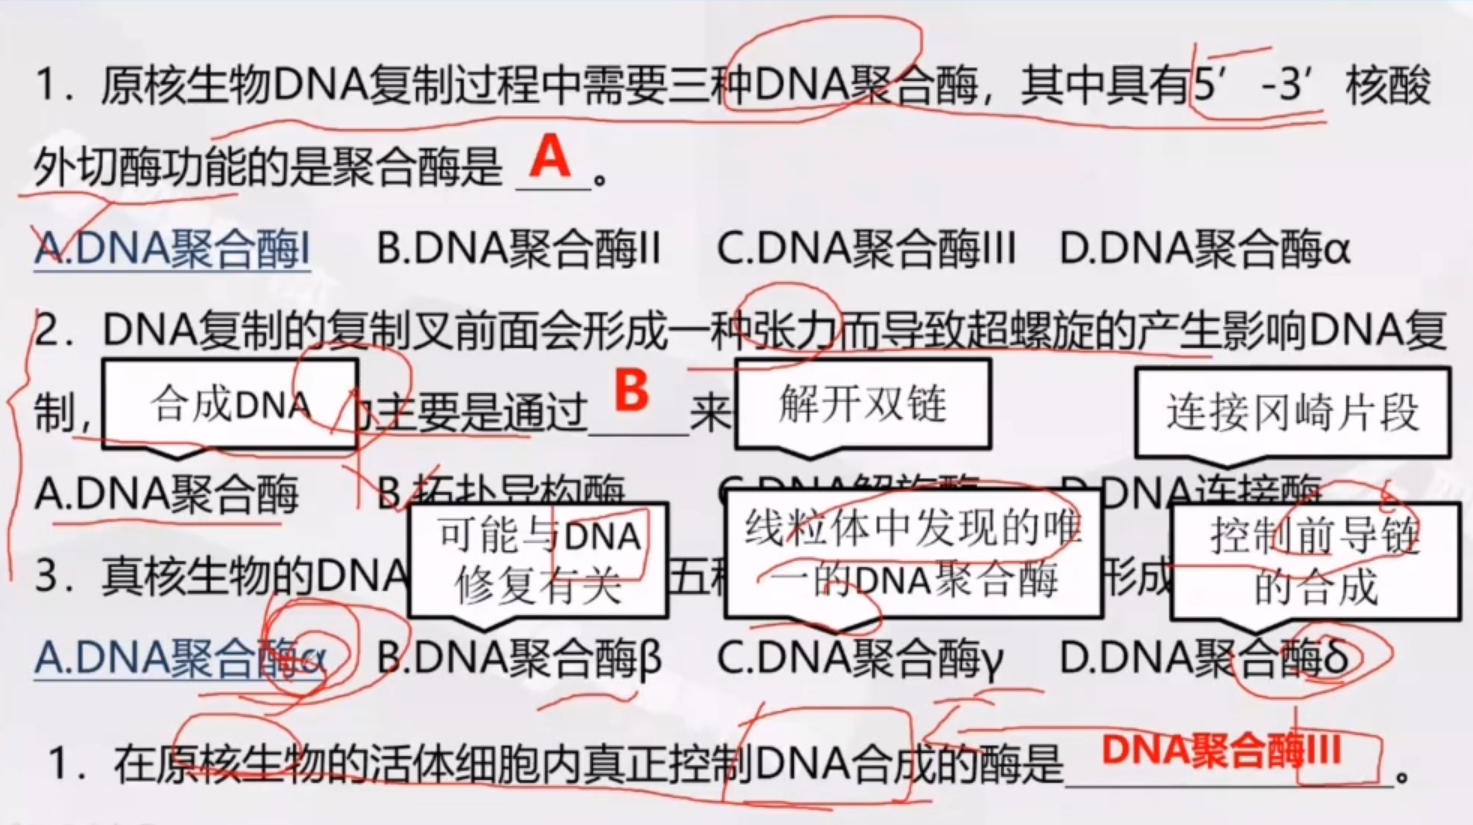 1. 原核生物DNA复制过程中需要三种DNA聚合酶，其中具有5′-3′核酸
外切酶功能的是聚合酶是 A 。
A.DNA聚合酶I B.DNA聚合酶II C.DNA聚合酶III D.DNA聚合酶α
2. DNA复制的复制叉前面会形成一种张力而导致超螺旋的产生影响DNA复
制, 合成DNA 主要是通过 B 来 解开双链 连接冈崎片段
A.DNA聚合酶 B.拓扑异构酶 C.DNA解旋酶 D.DNA连接酶
可能与DNA 线粒体中发现的唯 控制前导链
修复有关 一的DNA聚合酶 的合成
3. 真核生物的DNA 五 形成
A.DNA聚合酶α B.DNA聚合酶β C.DNA聚合酶γ D.DNA聚合酶δ
1. 在原核生物的活体细胞内真正控制DNA合成的酶是 DNA聚合酶III 。